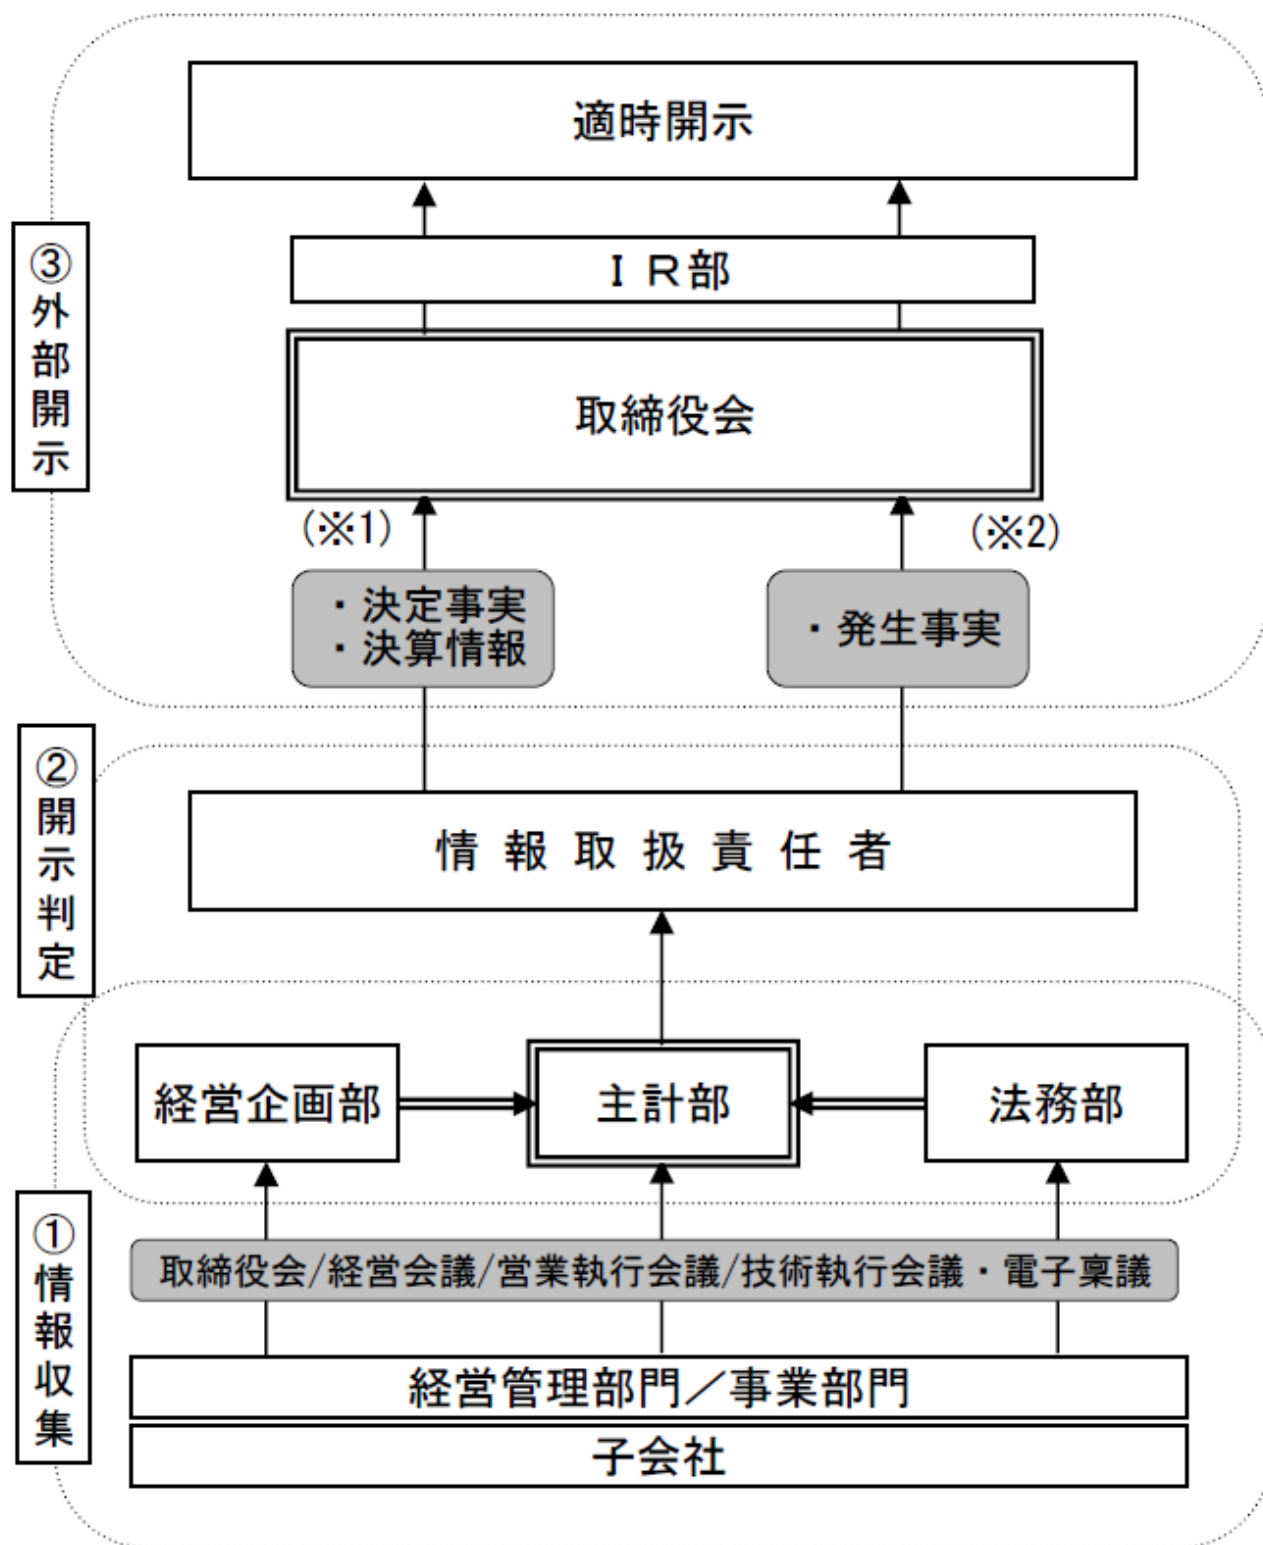 適時開示
ＩＲ部
③外部開示
取締役会
(※1)
(※2)
・決定事実
・決算情報
・発生事実
②開示判定
情報取扱責任者
経営企画部
主計部
法務部
①情報収集
取締役会/経営会議/営業執行会議/技術執行会議・電子稟議
経営管理部門／事業部門
子会社